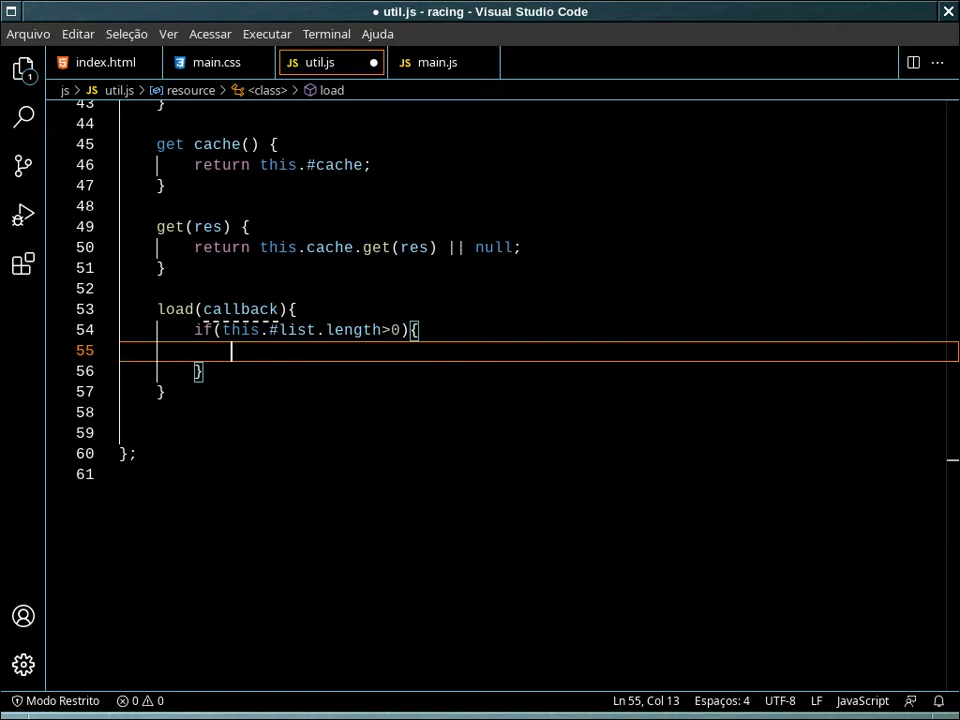 ● util.js - racing - Visual Studio Code
Arquivo Editar Seleção Ver Acessar Executar Terminal Ajuda
index.html main.css JS util.js ● JS main.js
js > JS util.js > resource > <class> > load
1
43 }
44
45 get cache() {
46 return this.#cache;
47 }
48
49 get(res) {
50 return this.cache.get(res) || null;
51 }
52
53 load(callback){
54 if(this.#list.length>0){
55
56 }
57 }
58
59
60 };
61
Modo Restrito 0 0 Ln 55, Col 13 Espaços: 4 UTF-8 LF JavaScript